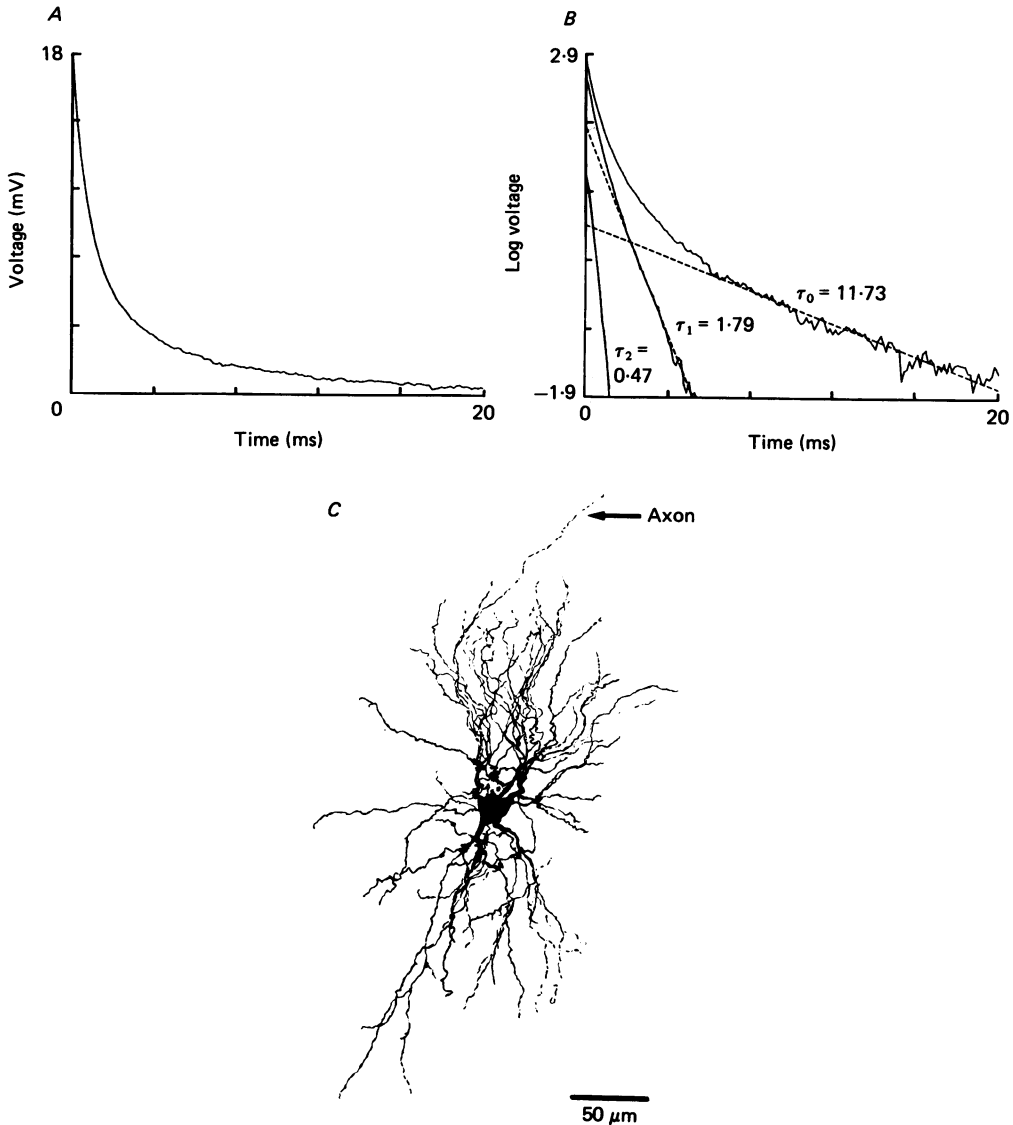 A
18
Voltage (mV)
0
20
Time (ms)
B
2·9
Log voltage
τ0 = 11·73
τ1 = 1·79
τ2 =
0·47
−1·9
0
20
Time (ms)
C
Axon
50 μm